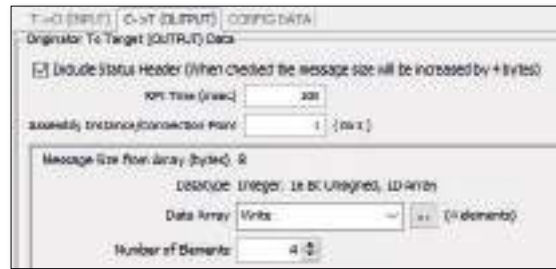 T->O (INPUT) O->T (OUTPUT) CONFIG DATA
Originator To Target (OUTPUT) Data
Include Status Header (When checked the message size will be increased by 4 bytes)
RPI Time (msec)
Assembly Instance/Connection Point 1
Message Size from Array (bytes) 8
Datatype Integer, 16 Bit Unsigned, 1D Array
Data Array Write ... (4 elements)
Number of Elements 4